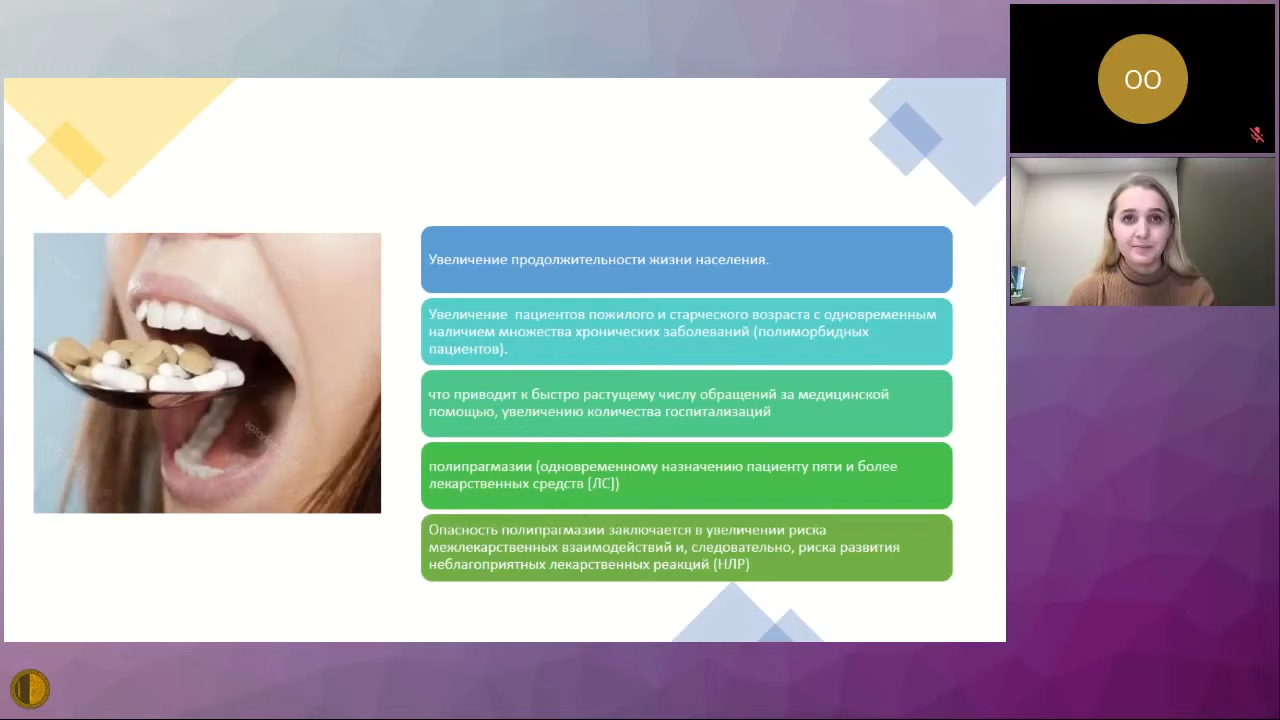 Увеличение продолжительности жизни населения.
Увеличение пациентов пожилого и старческого возраста с одновременным
наличием множества хронических заболеваний (полиморбидных
пациентов).
что приводит к быстро растущему числу обращений за медицинской
помощью, увеличению количества госпитализаций
полипрагмазии (одновременному назначению пациенту пяти и более
лекарственных средств [ЛС])
Опасность полипрагмазии заключается в увеличении риска
межлекарственных взаимодействий и, следовательно, риска развития
неблагоприятных лекарственных реакций (НЛР)
ОО